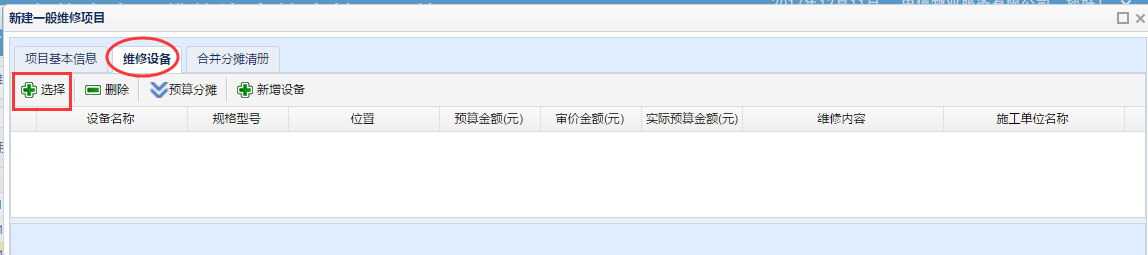 新建一般维修项目
项目基本信息 维修设备 合并分摊清册
选择 删除 预算分摊 新增设备
设备名称 规格型号 位置 预算金额(元) 审价金额(元) 实际预算金额(元) 维修内容 施工单位名称